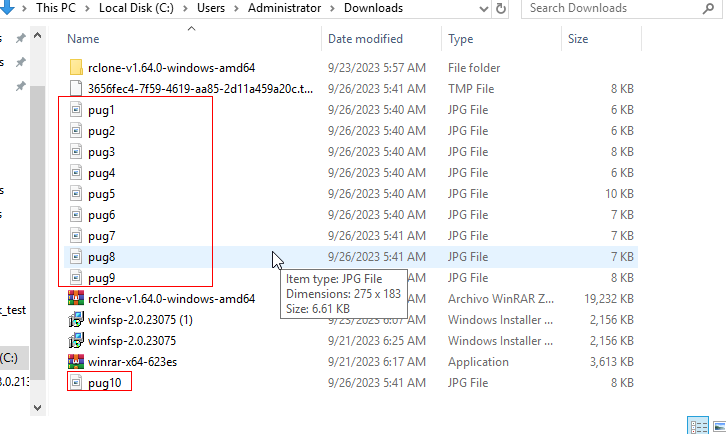 This PC > Local Disk (C:) > Users > Administrator > Downloads
Search Downloads
Name Date modified Type Size
rclone-v1.64.0-windows-amd64 9/23/2023 5:57 AM File folder
3656fec4-7f59-4619-aa85-2d11a459a20c.t... 9/26/2023 5:41 AM TMP File 8 KB
pug1 9/26/2023 5:40 AM JPG File 6 KB
pug2 9/26/2023 5:40 AM JPG File 6 KB
pug3 9/26/2023 5:40 AM JPG File 8 KB
pug4 9/26/2023 5:40 AM JPG File 6 KB
pug5 9/26/2023 5:40 AM JPG File 10 KB
pug6 9/26/2023 5:40 AM JPG File 7 KB
pug7 9/26/2023 5:41 AM JPG File 7 KB
pug8 9/26/2023 5:41 AM JPG File 7 KB
pug9 AM JPG File 8 KB
Item type: JPG File
Dimensions: 275 x 183
Size: 6.61 KB
rclone-v1.64.0-windows-amd64 AM Archivo WinRAR Z... 19,232 KB
winfsp-2.0.23075 (1) 9/25/2023 6:07 AM Windows Installer ... 2,156 KB
winfsp-2.0.23075 9/21/2023 6:25 AM Windows Installer ... 2,156 KB
winrar-x64-623es 9/21/2023 6:17 AM Application 3,613 KB
pug10 9/26/2023 5:41 AM JPG File 8 KB
_test
(C:)
.0.213